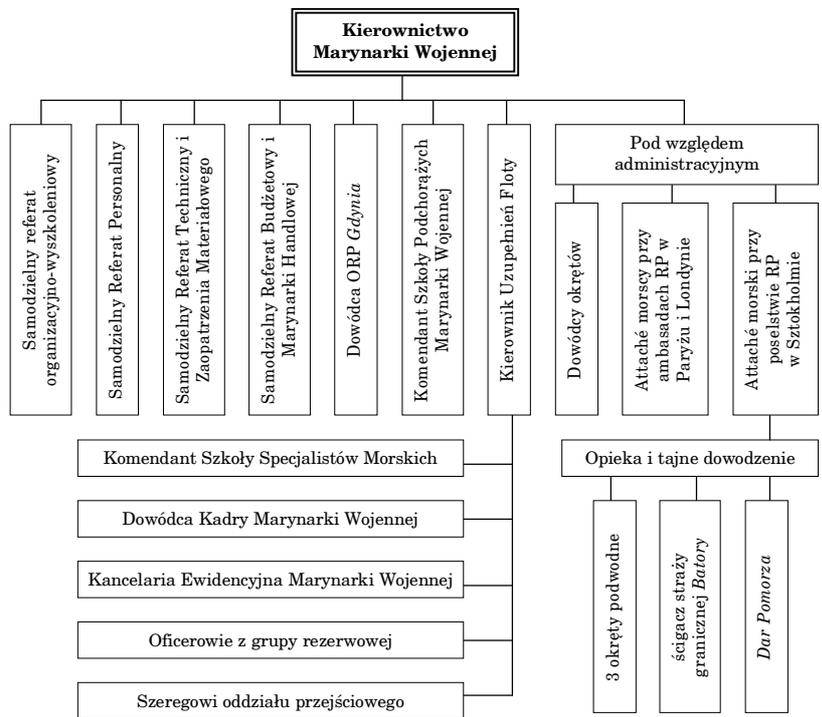 Kierownictwo
Marynarki Wojennej
Samodzielny referat
organizacyjno-wyszkoleniowy
Samodzielny Referat Personalny
Samodzielny Referat Techniczny i
Zaopatrzenia Materiałowego
Samodzielny Referat Budżetowy i
Marynarki Handlowej
Dowódca ORP Gdynia
Komendant Szkoły Podchorążych
Marynarki Wojennej
Kierownik Uzupełnień Floty
Pod względem
administracyjnym
Dowódcy okrętów
Attaché morscy przy
ambasadach RP w
Paryżu i Londynie
Attaché morski przy
poselstwie RP
w Sztokholmie
Komendant Szkoły Specjalistów Morskich
Dowódca Kadry Marynarki Wojennej
Kancelaria Ewidencyjna Marynarki Wojennej
Oficerowie z grupy rezerwowej
Szeregowi oddziału przejściowego
Opieka i tajne dowodzenie
3 okręty podwodne
ścigacz straży
granicznej Batory
Dar Pomorza